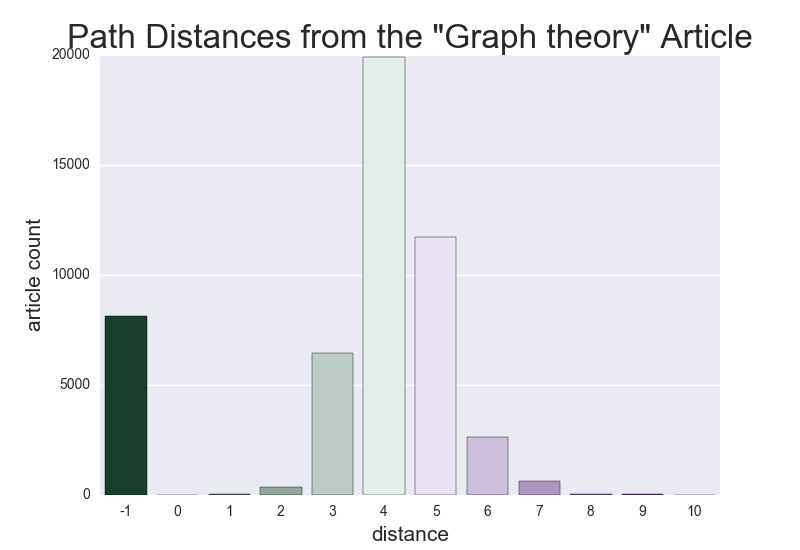 Path Distances from the "Graph theory" Article
20000
15000
10000
5000
0
article count
-1 0 1 2 3 4 5 6 7 8 9 10
distance